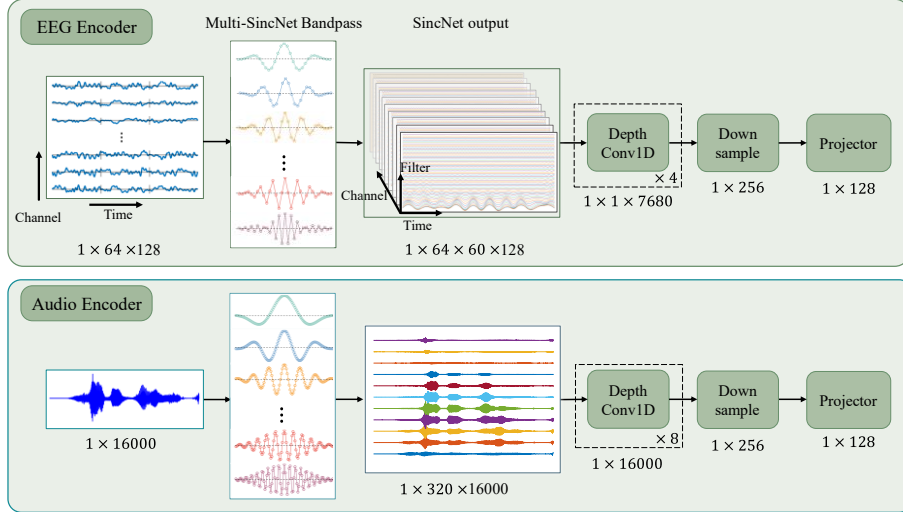 EEG Encoder
Multi-SincNet Bandpass
SincNet output
Channel
Time
1 × 64 × 128
Filter
Channel
Time
1 × 64 × 60 × 128
Depth
Conv1D
× 4
1 × 1 × 7680
Down
sample
1 × 256
Projector
1 × 128
Audio Encoder
1 × 16000
1 × 320 × 16000
Depth
Conv1D
× 8
1 × 16000
Down
sample
1 × 256
Projector
1 × 128